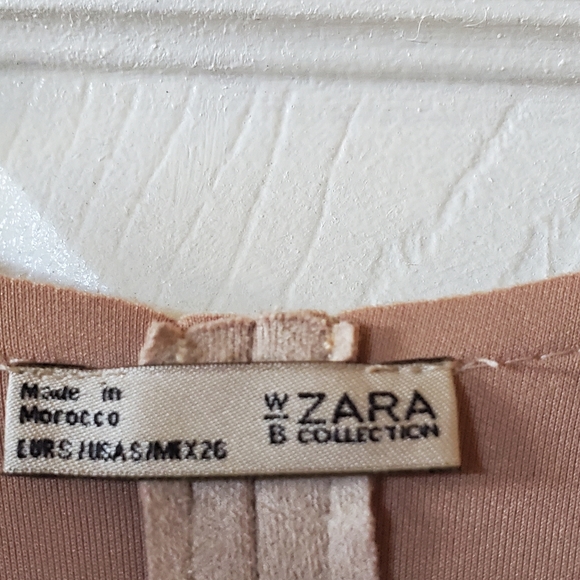 Made in
Morocco
EUR S / USA S / MEX 26
W/B ZARA
COLLECTION